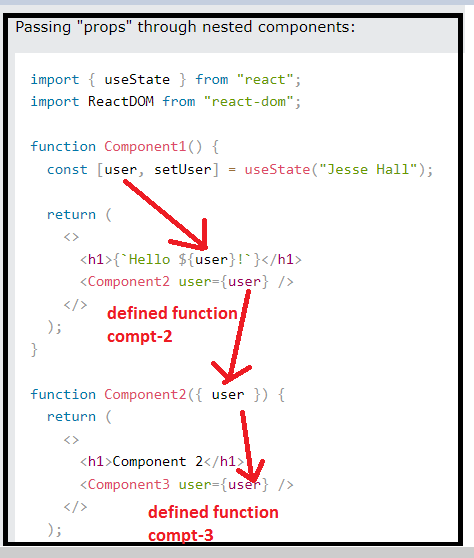 Passing "props" through nested components:
import { useState } from "react";
import ReactDOM from "react-dom";
function Component1() {
const [user, setUser] = useState("Jesse Hall");
return (
<>
<h1>{`Hello ${user}!`}</h1>
<Component2 user={user} />
</>
defined function
compt-2
);
}
function Component2({ user }) {
return (
<>
<h1>Component 2</h1>
<Component3 user={user} />
</>
defined function
compt-3
);